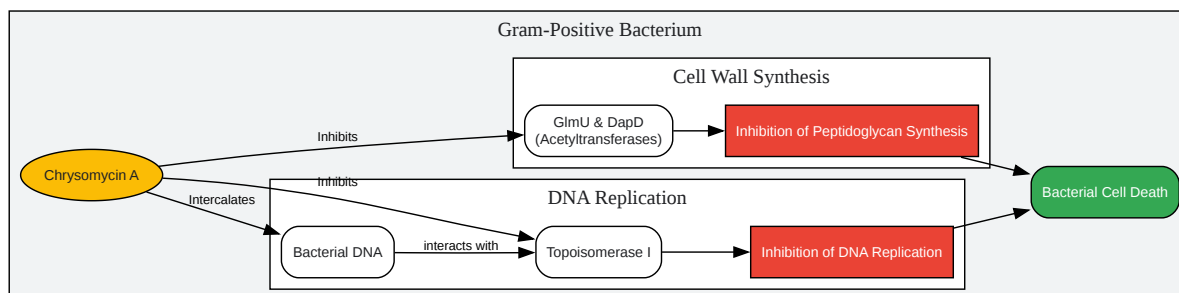 Gram-Positive Bacterium
Cell Wall Synthesis
GlmU & DapD
(Acetyltransferases)
Inhibition of Peptidoglycan Synthesis
Inhibits
Chrysomycin A
Inhibits
Intercalates
Bacterial Cell Death
DNA Replication
Bacterial DNA
interacts with
Topoisomerase I
Inhibition of DNA Replication